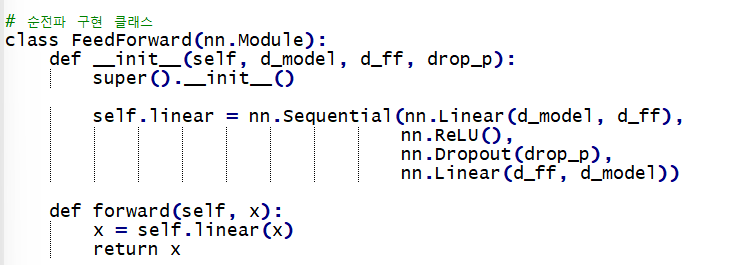 # 순전파 구현 클래스
class FeedForward(nn.Module):
    def __init__(self, d_model, d_ff, drop_p):
        super().__init__()

        self.linear = nn.Sequential(nn.Linear(d_model, d_ff),
                                    nn.ReLU(),
                                    nn.Dropout(drop_p),
                                    nn.Linear(d_ff, d_model))

    def forward(self, x):
        x = self.linear(x)
        return x